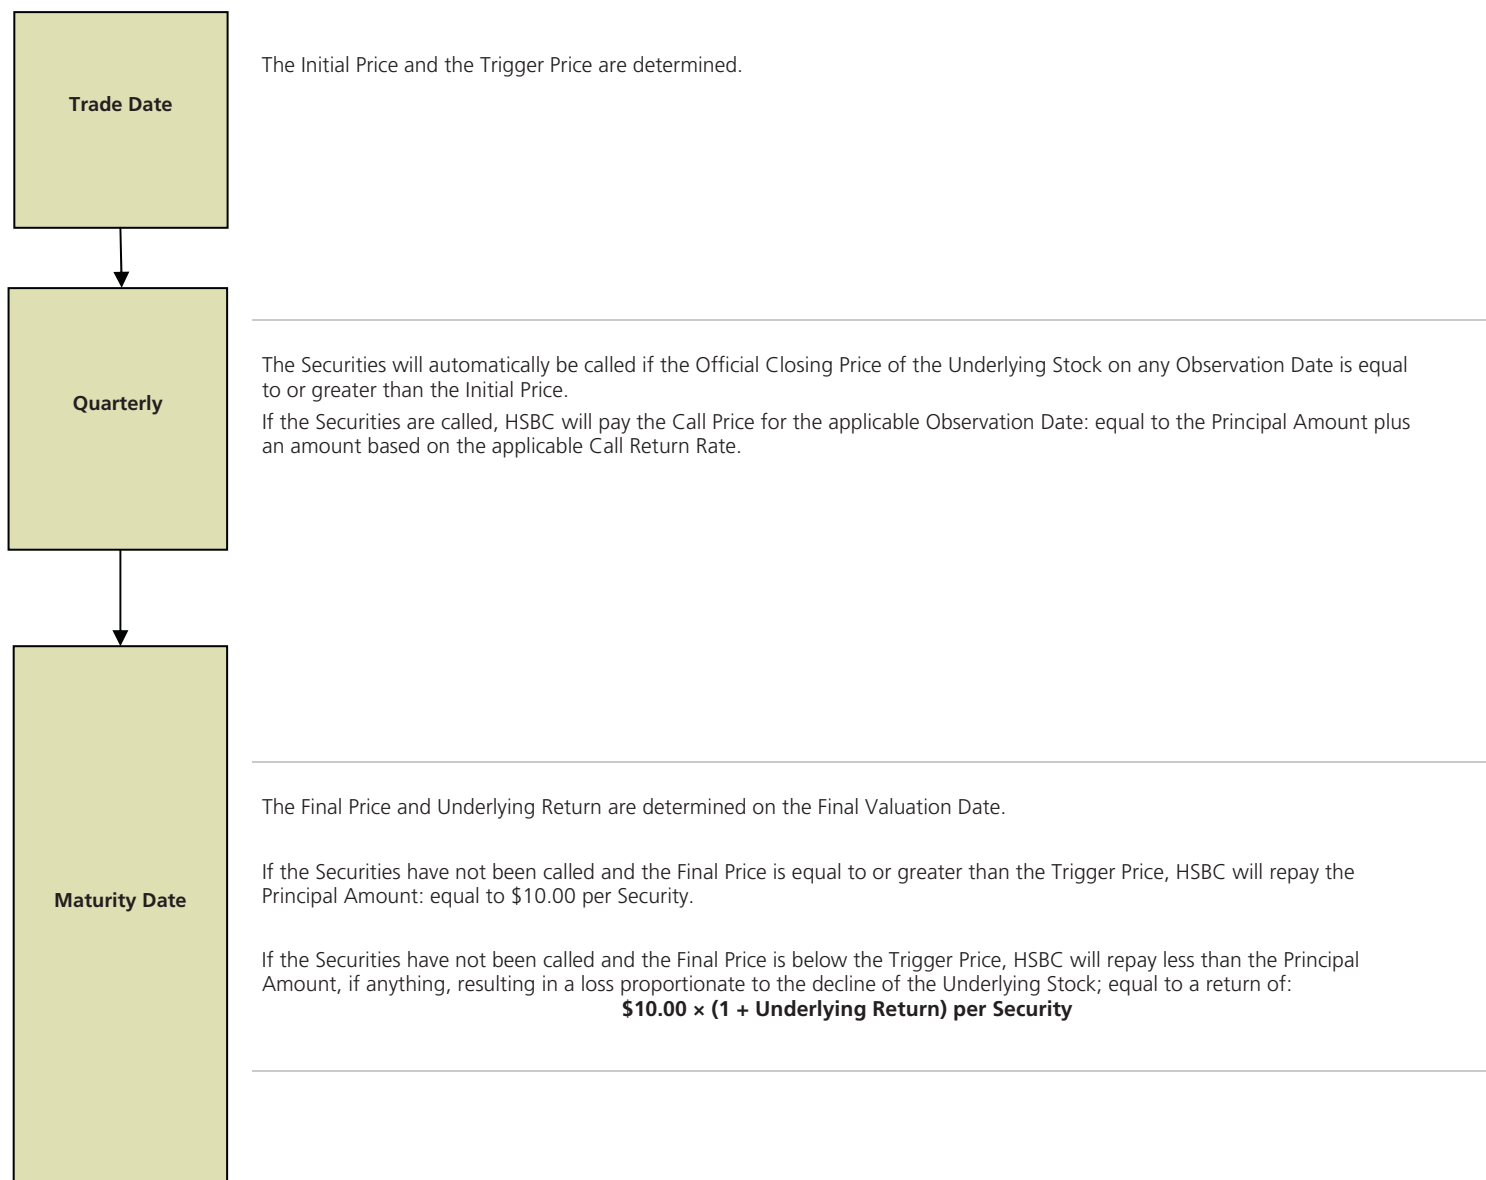 Trade Date
The Initial Price and the Trigger Price are determined.
Quarterly
The Securities will automatically be called if the Official Closing Price of the Underlying Stock on any Observation Date is equal
to or greater than the Initial Price.
If the Securities are called, HSBC will pay the Call Price for the applicable Observation Date: equal to the Principal Amount plus
an amount based on the applicable Call Return Rate.
Maturity Date
The Final Price and Underlying Return are determined on the Final Valuation Date.
If the Securities have not been called and the Final Price is equal to or greater than the Trigger Price, HSBC will repay the
Principal Amount: equal to $10.00 per Security.
If the Securities have not been called and the Final Price is below the Trigger Price, HSBC will repay less than the Principal
Amount, if anything, resulting in a loss proportionate to the decline of the Underlying Stock; equal to a return of:
$10.00 × (1 + Underlying Return) per Security